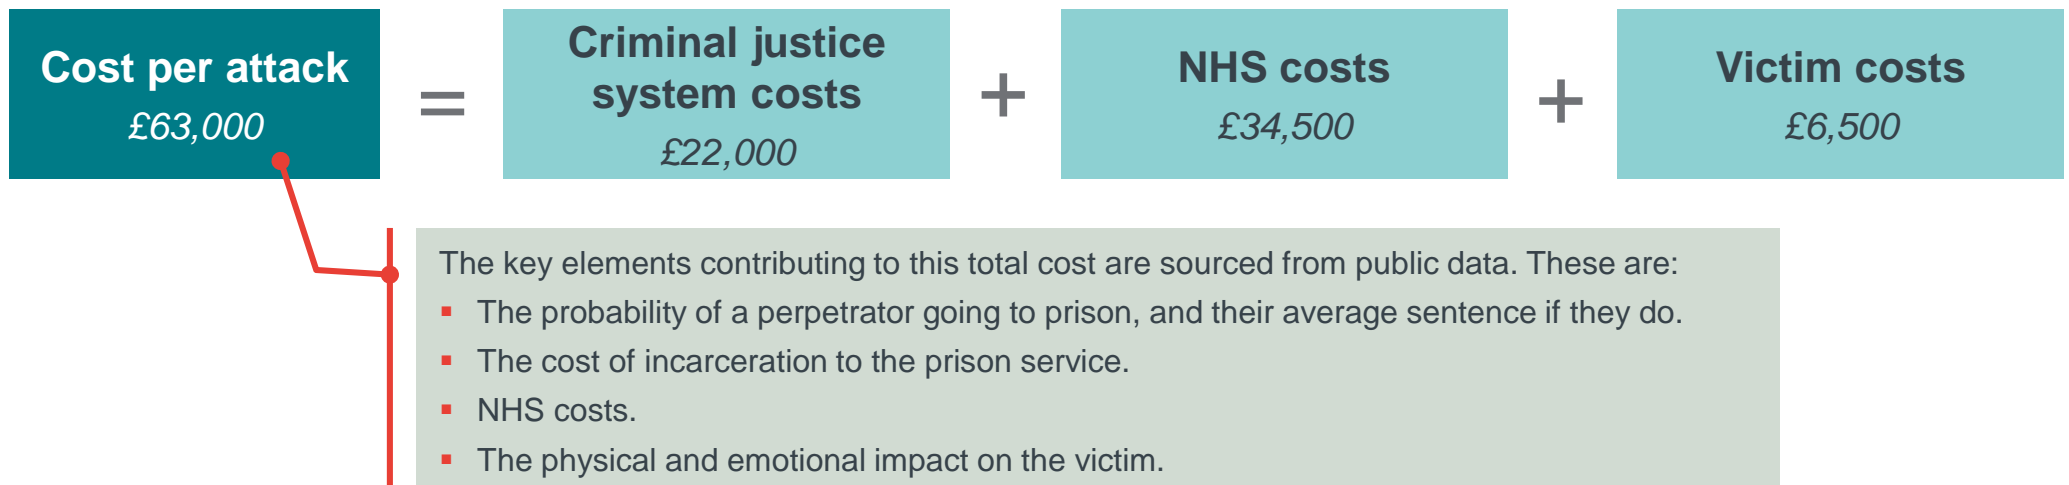 Cost per attack
£63,000
=
Criminal justice
system costs
£22,000
+
NHS costs
£34,500
+
Victim costs
£6,500
The key elements contributing to this total cost are sourced from public data. These are:
▪ The probability of a perpetrator going to prison, and their average sentence if they do.
▪ The cost of incarceration to the prison service.
▪ NHS costs.
▪ The physical and emotional impact on the victim.